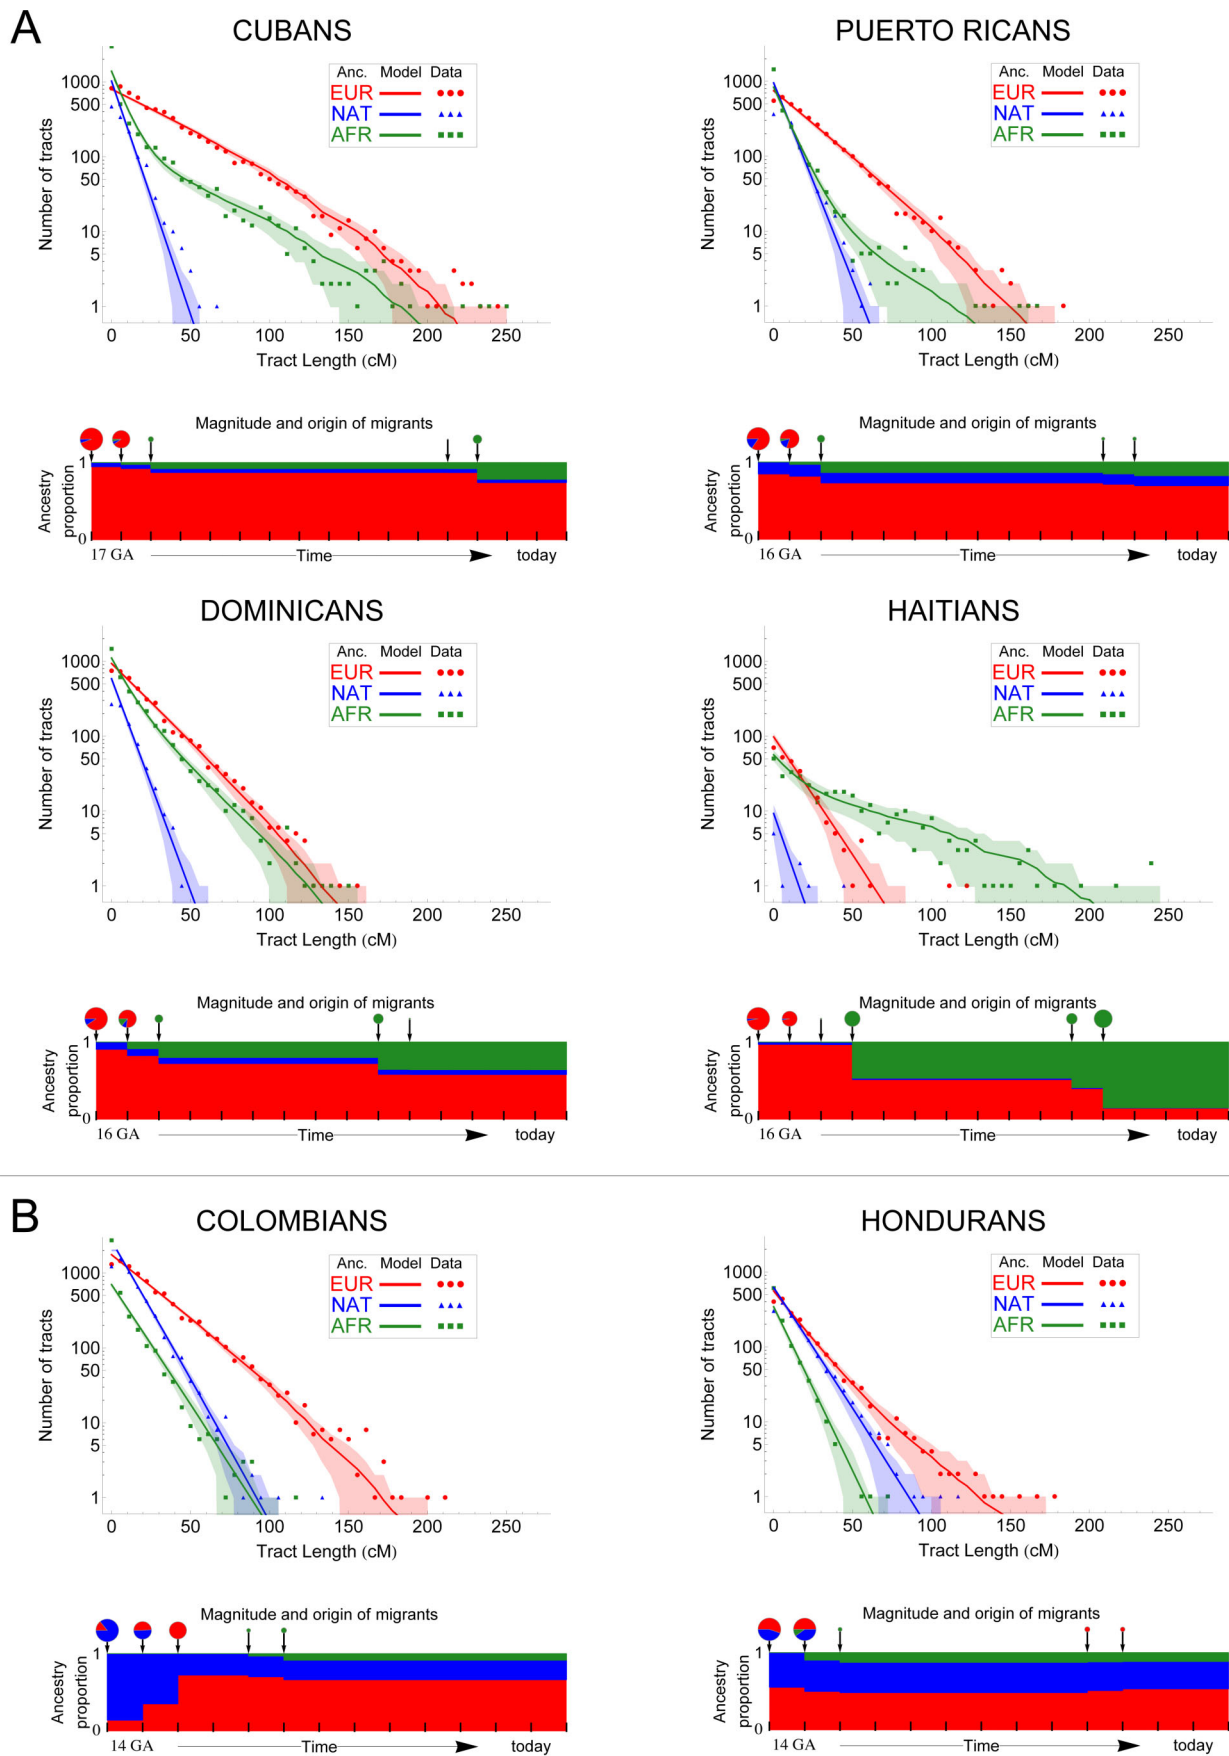 A
CUBANS
Anc. Model Data
EUR
NAT
AFR
Number of tracts
1000
500
100
50
10
5
1
0 50 100 150 200 250
Tract Length (cM)
Magnitude and origin of migrants
Ancestry proportion
1
0
17 GA Time today
PUERTO RICANS
Anc. Model Data
EUR
NAT
AFR
Number of tracts
1000
500
100
50
10
5
1
0 50 100 150 200 250
Tract Length (cM)
Magnitude and origin of migrants
Ancestry proportion
1
0
16 GA Time today
DOMINICANS
Anc. Model Data
EUR
NAT
AFR
Number of tracts
1000
500
100
50
10
5
1
0 50 100 150 200 250
Tract Length (cM)
Magnitude and origin of migrants
Ancestry proportion
1
0
16 GA Time today
HAITIANS
Anc. Model Data
EUR
NAT
AFR
Number of tracts
1000
500
100
50
10
5
1
0 50 100 150 200 250
Tract Length (cM)
Magnitude and origin of migrants
Ancestry proportion
1
0
16 GA Time today
B
COLOMBIANS
Anc. Model Data
EUR
NAT
AFR
Number of tracts
1000
500
100
50
10
5
1
0 50 100 150 200 250
Tract Length (cM)
Magnitude and origin of migrants
Ancestry proportion
1
0
14 GA Time today
HONDURANS
Anc. Model Data
EUR
NAT
AFR
Number of tracts
1000
500
100
50
10
5
1
0 50 100 150 200 250
Tract Length (cM)
Magnitude and origin of migrants
Ancestry proportion
1
0
14 GA Time today